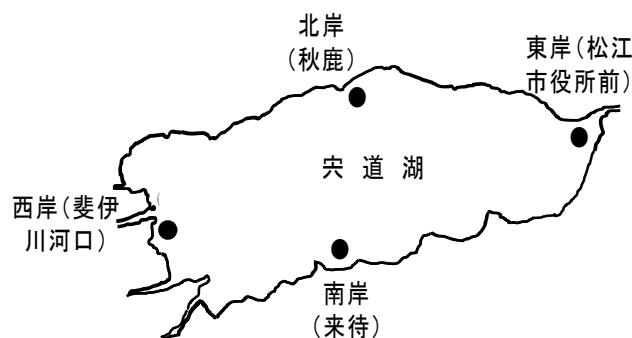 北岸
（秋鹿）
東岸（松江
市役所前）
宍道湖
西岸（斐伊
川河口）
南岸
（来待）